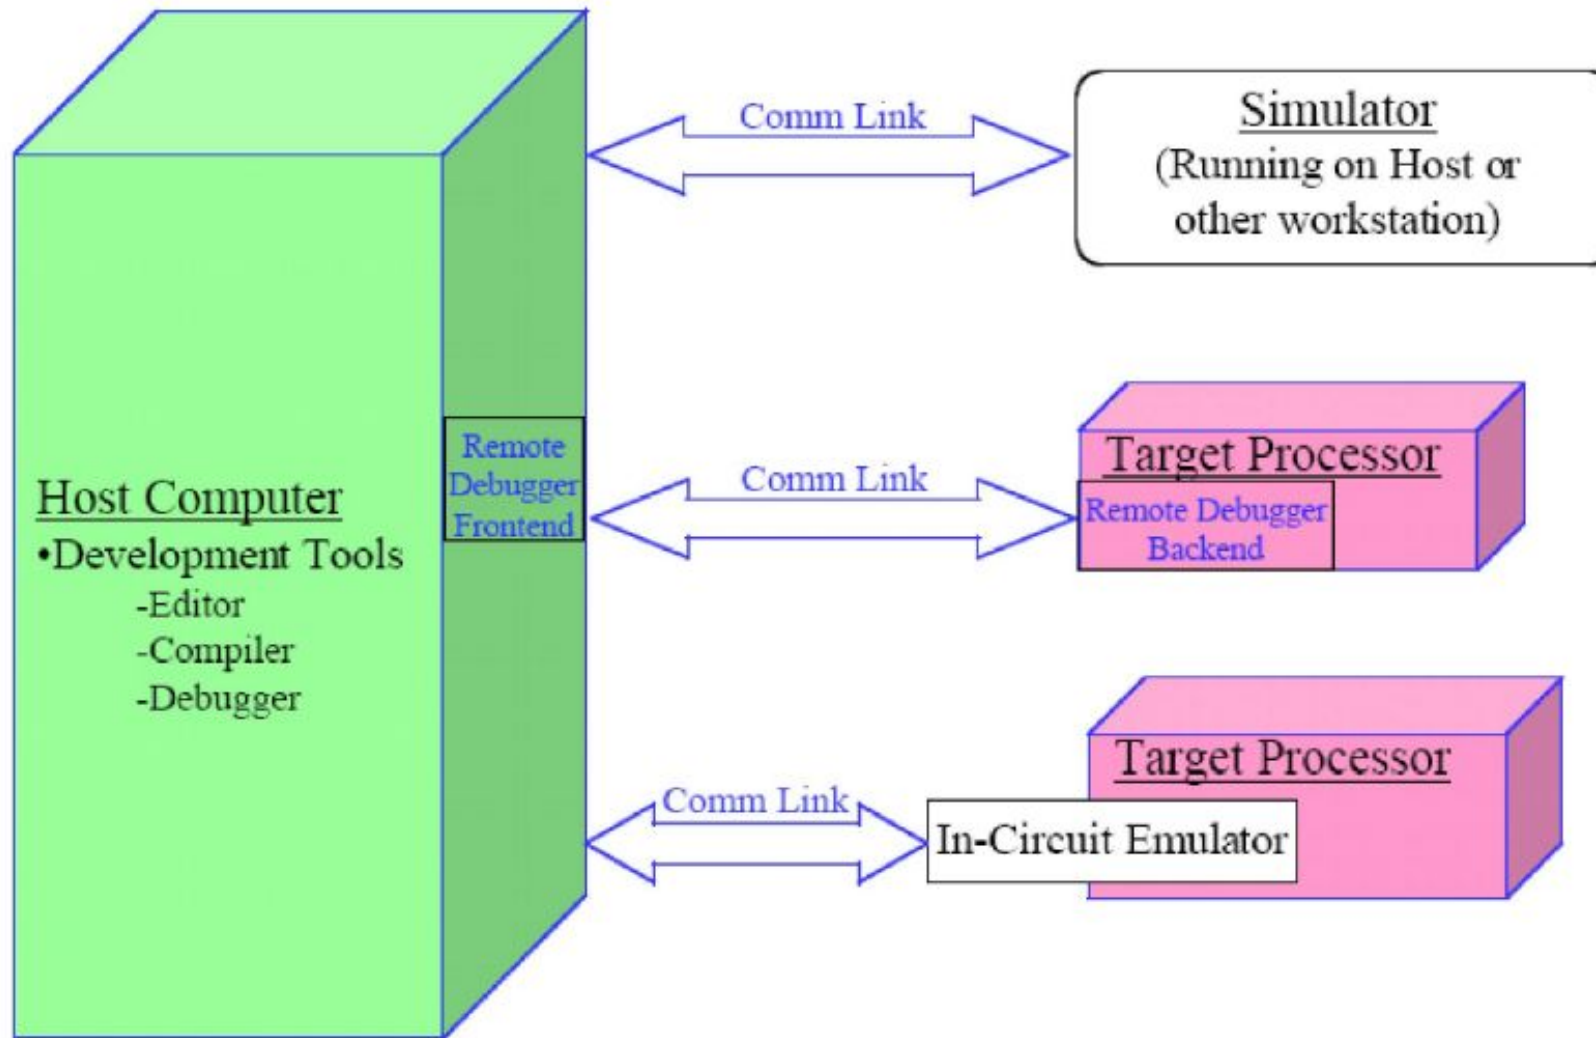 Host Computer
•Development Tools
-Editor
-Compiler
-Debugger
Remote
Debugger
Frontend
Comm Link
Simulator
(Running on Host or
other workstation)
Comm Link
Target Processor
Remote Debugger
Backend
Comm Link
Target Processor
In-Circuit Emulator